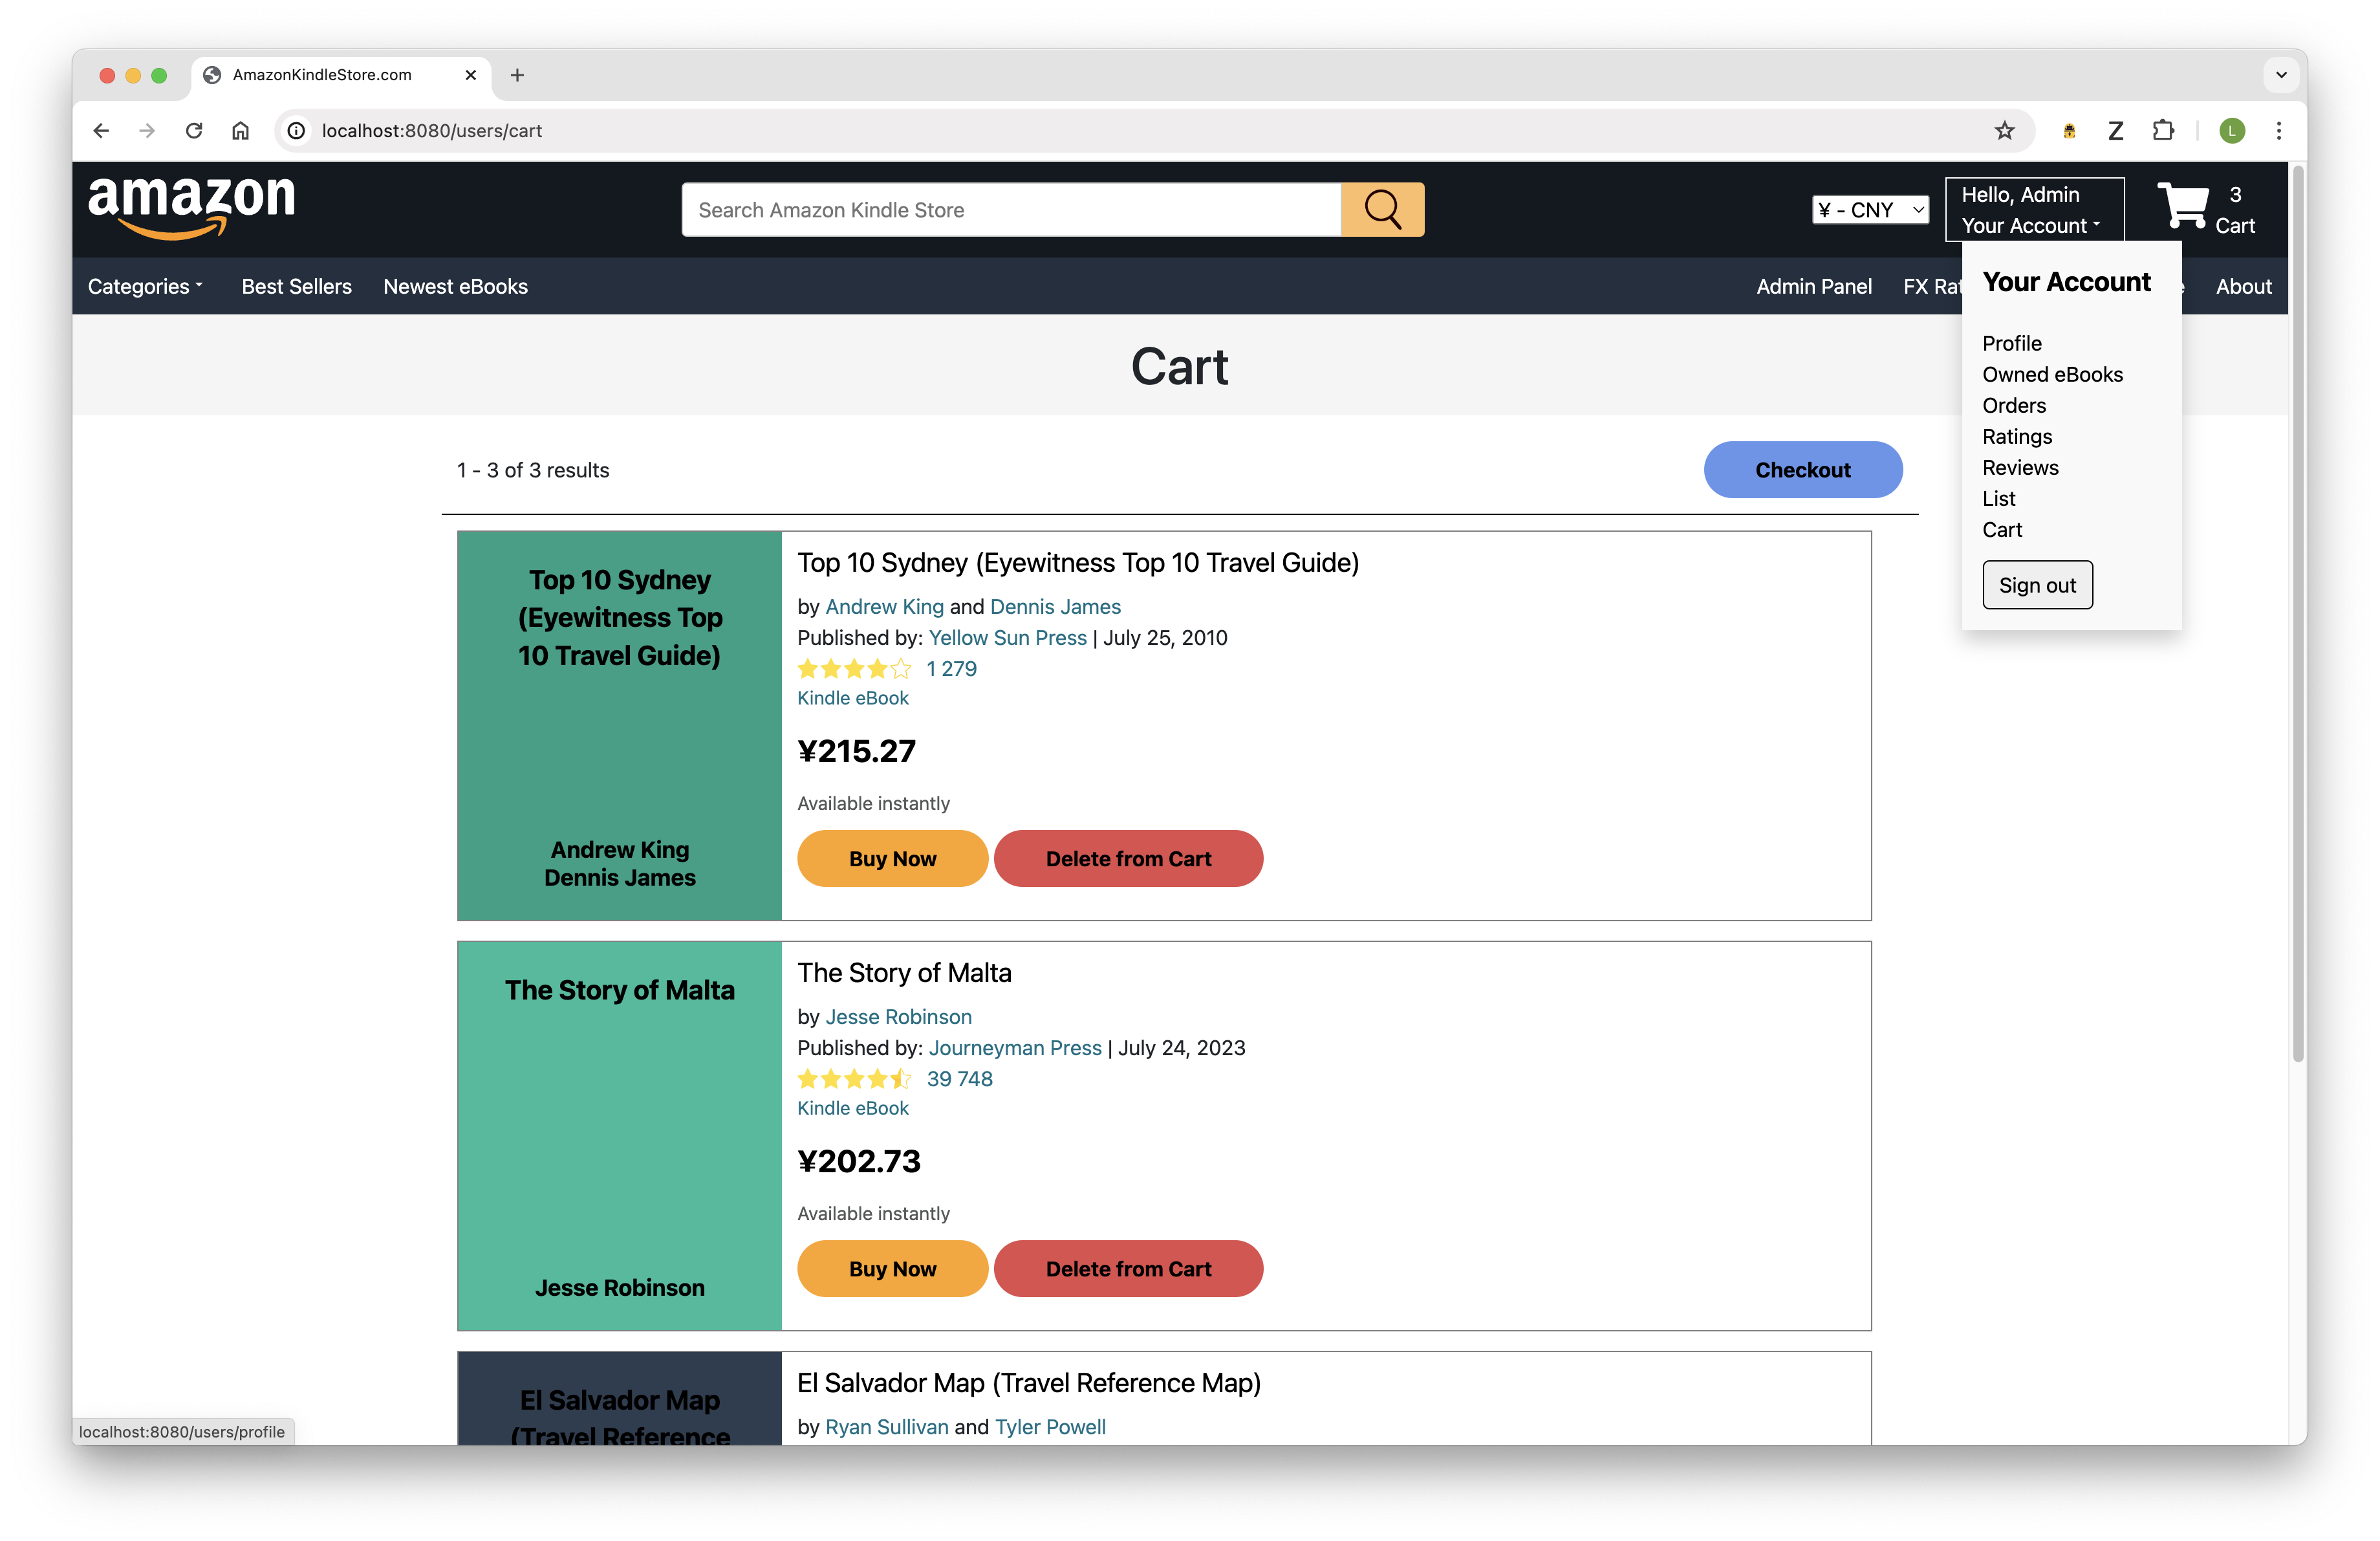 AmazonKindleStore.com
localhost:8080/users/cart
Z
L
amazon
Search Amazon Kindle Store
¥ - CNY
Hello, Admin
Your Account
3
Cart
Categories
Best Sellers
Newest eBooks
Admin Panel
FX Rat
e
About
Your Account
Profile
Owned eBooks
Orders
Ratings
Reviews
List
Cart
Sign out
Cart
1 - 3 of 3 results
Checkout
Top 10 Sydney
(Eyewitness Top
10 Travel Guide)
Andrew King
Dennis James
Top 10 Sydney (Eyewitness Top 10 Travel Guide)
by Andrew King and Dennis James
Published by: Yellow Sun Press | July 25, 2010
1 279
Kindle eBook
¥215.27
Available instantly
Buy Now
Delete from Cart
The Story of Malta
Jesse Robinson
The Story of Malta
by Jesse Robinson
Published by: Journeyman Press | July 24, 2023
39 748
Kindle eBook
¥202.73
Available instantly
Buy Now
Delete from Cart
El Salvador Map
(Travel Reference
El Salvador Map (Travel Reference Map)
by Ryan Sullivan and Tyler Powell
localhost:8080/users/profile